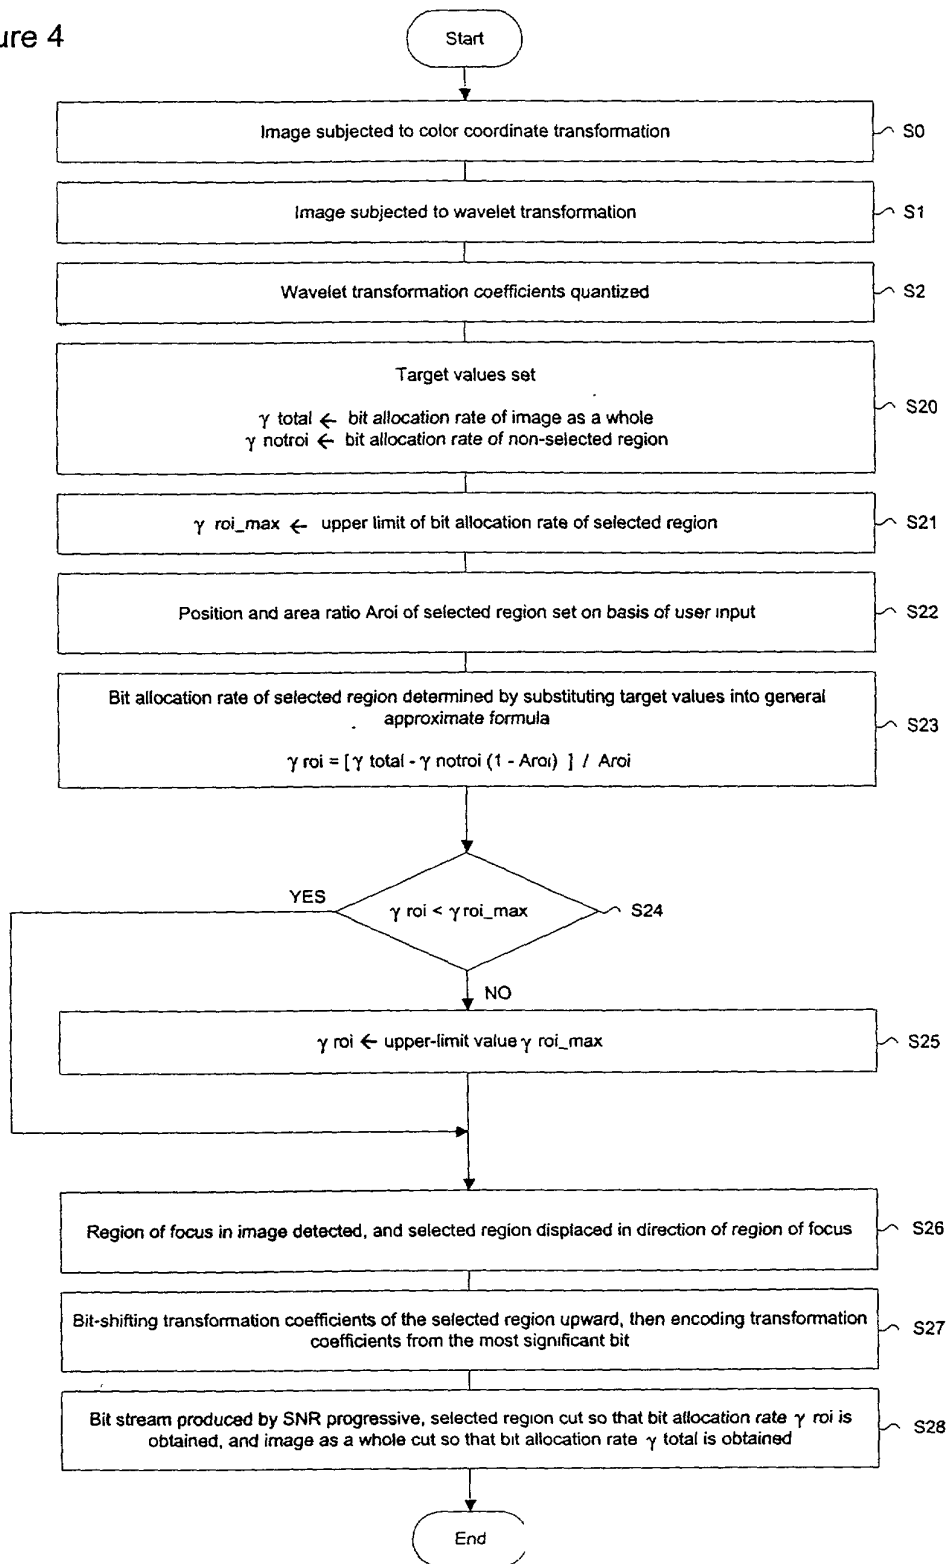 ure 4
Start
Image subjected to color coordinate transformation
S0
Image subjected to wavelet transformation
S1
Wavelet transformation coefficients quantized
S2
Target values set
γ total ← bit allocation rate of image as a whole
γ notroi ← bit allocation rate of non-selected region
S20
γ roi_max ← upper limit of bit allocation rate of selected region
S21
Position and area ratio Aroi of selected region set on basis of user input
S22
Bit allocation rate of selected region determined by substituting target values into general
approximate formula
γ roi = [ γ total - γ notroi (1 - Aroi) ] / Aroi
S23
YES
γ roi < γ roi_max
S24
NO
γ roi ← upper-limit value γ roi_max
S25
Region of focus in image detected, and selected region displaced in direction of region of focus
S26
Bit-shifting transformation coefficients of the selected region upward, then encoding transformation
coefficients from the most significant bit
S27
Bit stream produced by SNR progressive, selected region cut so that bit allocation rate γ roi is
obtained, and image as a whole cut so that bit allocation rate γ total is obtained
S28
End